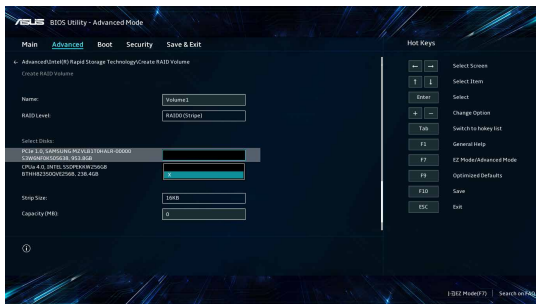 ASUS BIOS Utility - Advanced Mode
Main Advanced Boot Security Save & Exit
Hot Keys
← Advanced\Intel(R) Rapid Storage Technology\Create RAID Volume
Create RAID Volume
Name: Volume1
RAID Level: RAID0 (Stripe)
Select Disks:
PCIe 1.0, SAMSUNG MZVLB1T0HALR-00000
S3W6NF0K505638, 953.8GB
CPUa 4.0, INTEL SSDPEKKW256GB
BTHH82350QVE256B, 238.4GB
X
Strip Size: 16KB
Capacity (MB): 0
← → Select Screen
↑ ↓ Select Item
Enter Select
+ − Change Option
Tab Switch to hokey list
F1 General Help
F7 EZ Mode/Advanced Mode
F9 Optimized Defaults
F10 Save
ESC Exit
EZ Mode(F7) | Search on FAQ